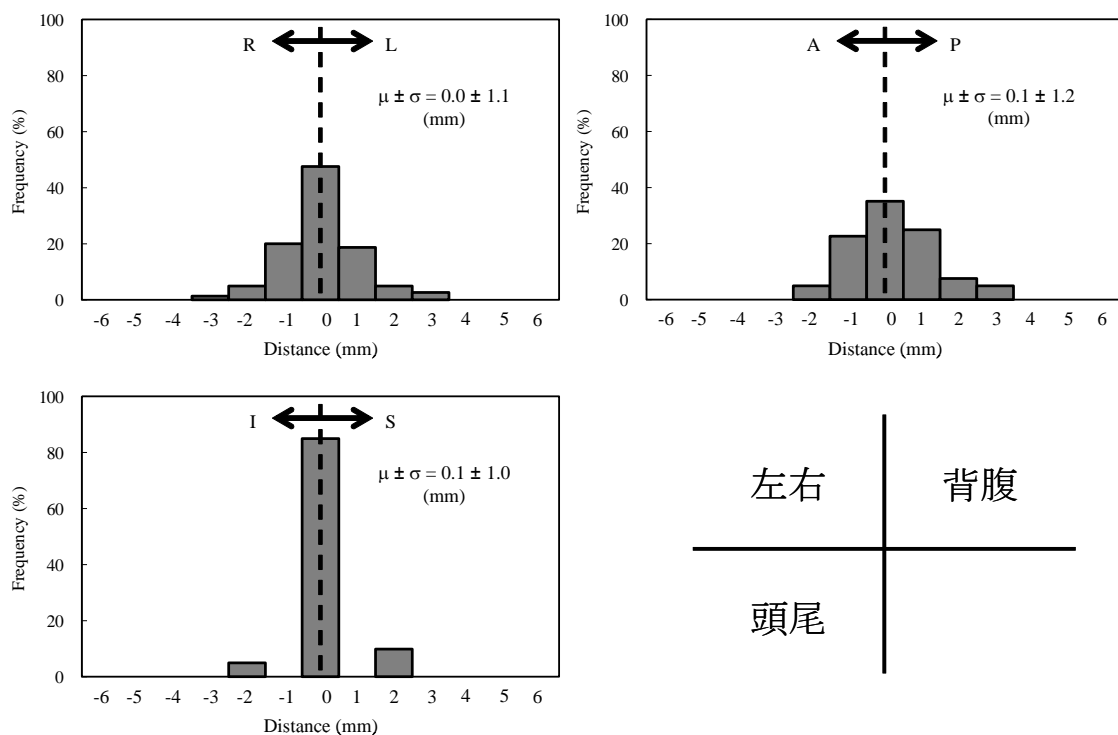 100
80
60
40
20
0
Frequency (%)
R L
μ ± σ = 0.0 ± 1.1
(mm)
-6 -5 -4 -3 -2 -1 0 1 2 3 4 5 6
Distance (mm)
100
80
60
40
20
0
Frequency (%)
A P
μ ± σ = 0.1 ± 1.2
(mm)
-6 -5 -4 -3 -2 -1 0 1 2 3 4 5 6
Distance (mm)
100
80
60
40
20
0
Frequency (%)
I S
μ ± σ = 0.1 ± 1.0
(mm)
-6 -5 -4 -3 -2 -1 0 1 2 3 4 5 6
Distance (mm)
左右 背腹
頭尾